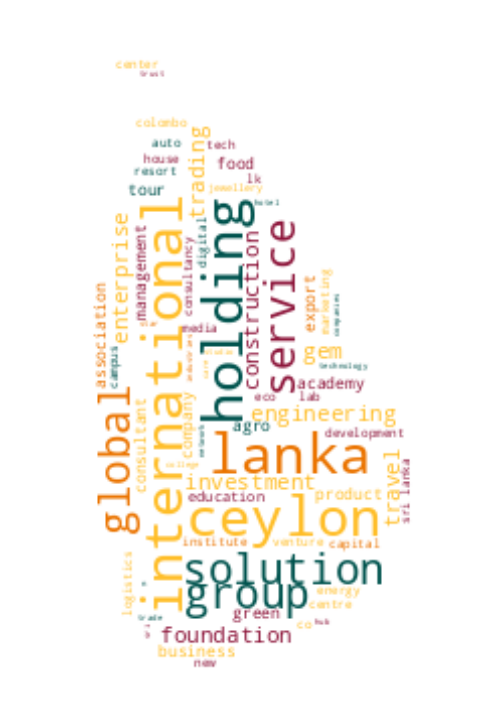 center
trust
colombo
auto
tech
house
food
resort
lk
tour
jewellery
trading
hotel
international
holding
service
enterprise
management
digital
consultancy
construction
export
marketing
companies
association
campus
media
industries
gem
technology
academy
eco
lab
global
consultant
company
network
engineering
agro
development
lanka
college
investment
travel
sri lanka
education
product
ceylon
institute
venture
capital
solution
logistics
group
energy
centre
trade
green
co
hub
foundation
business
new